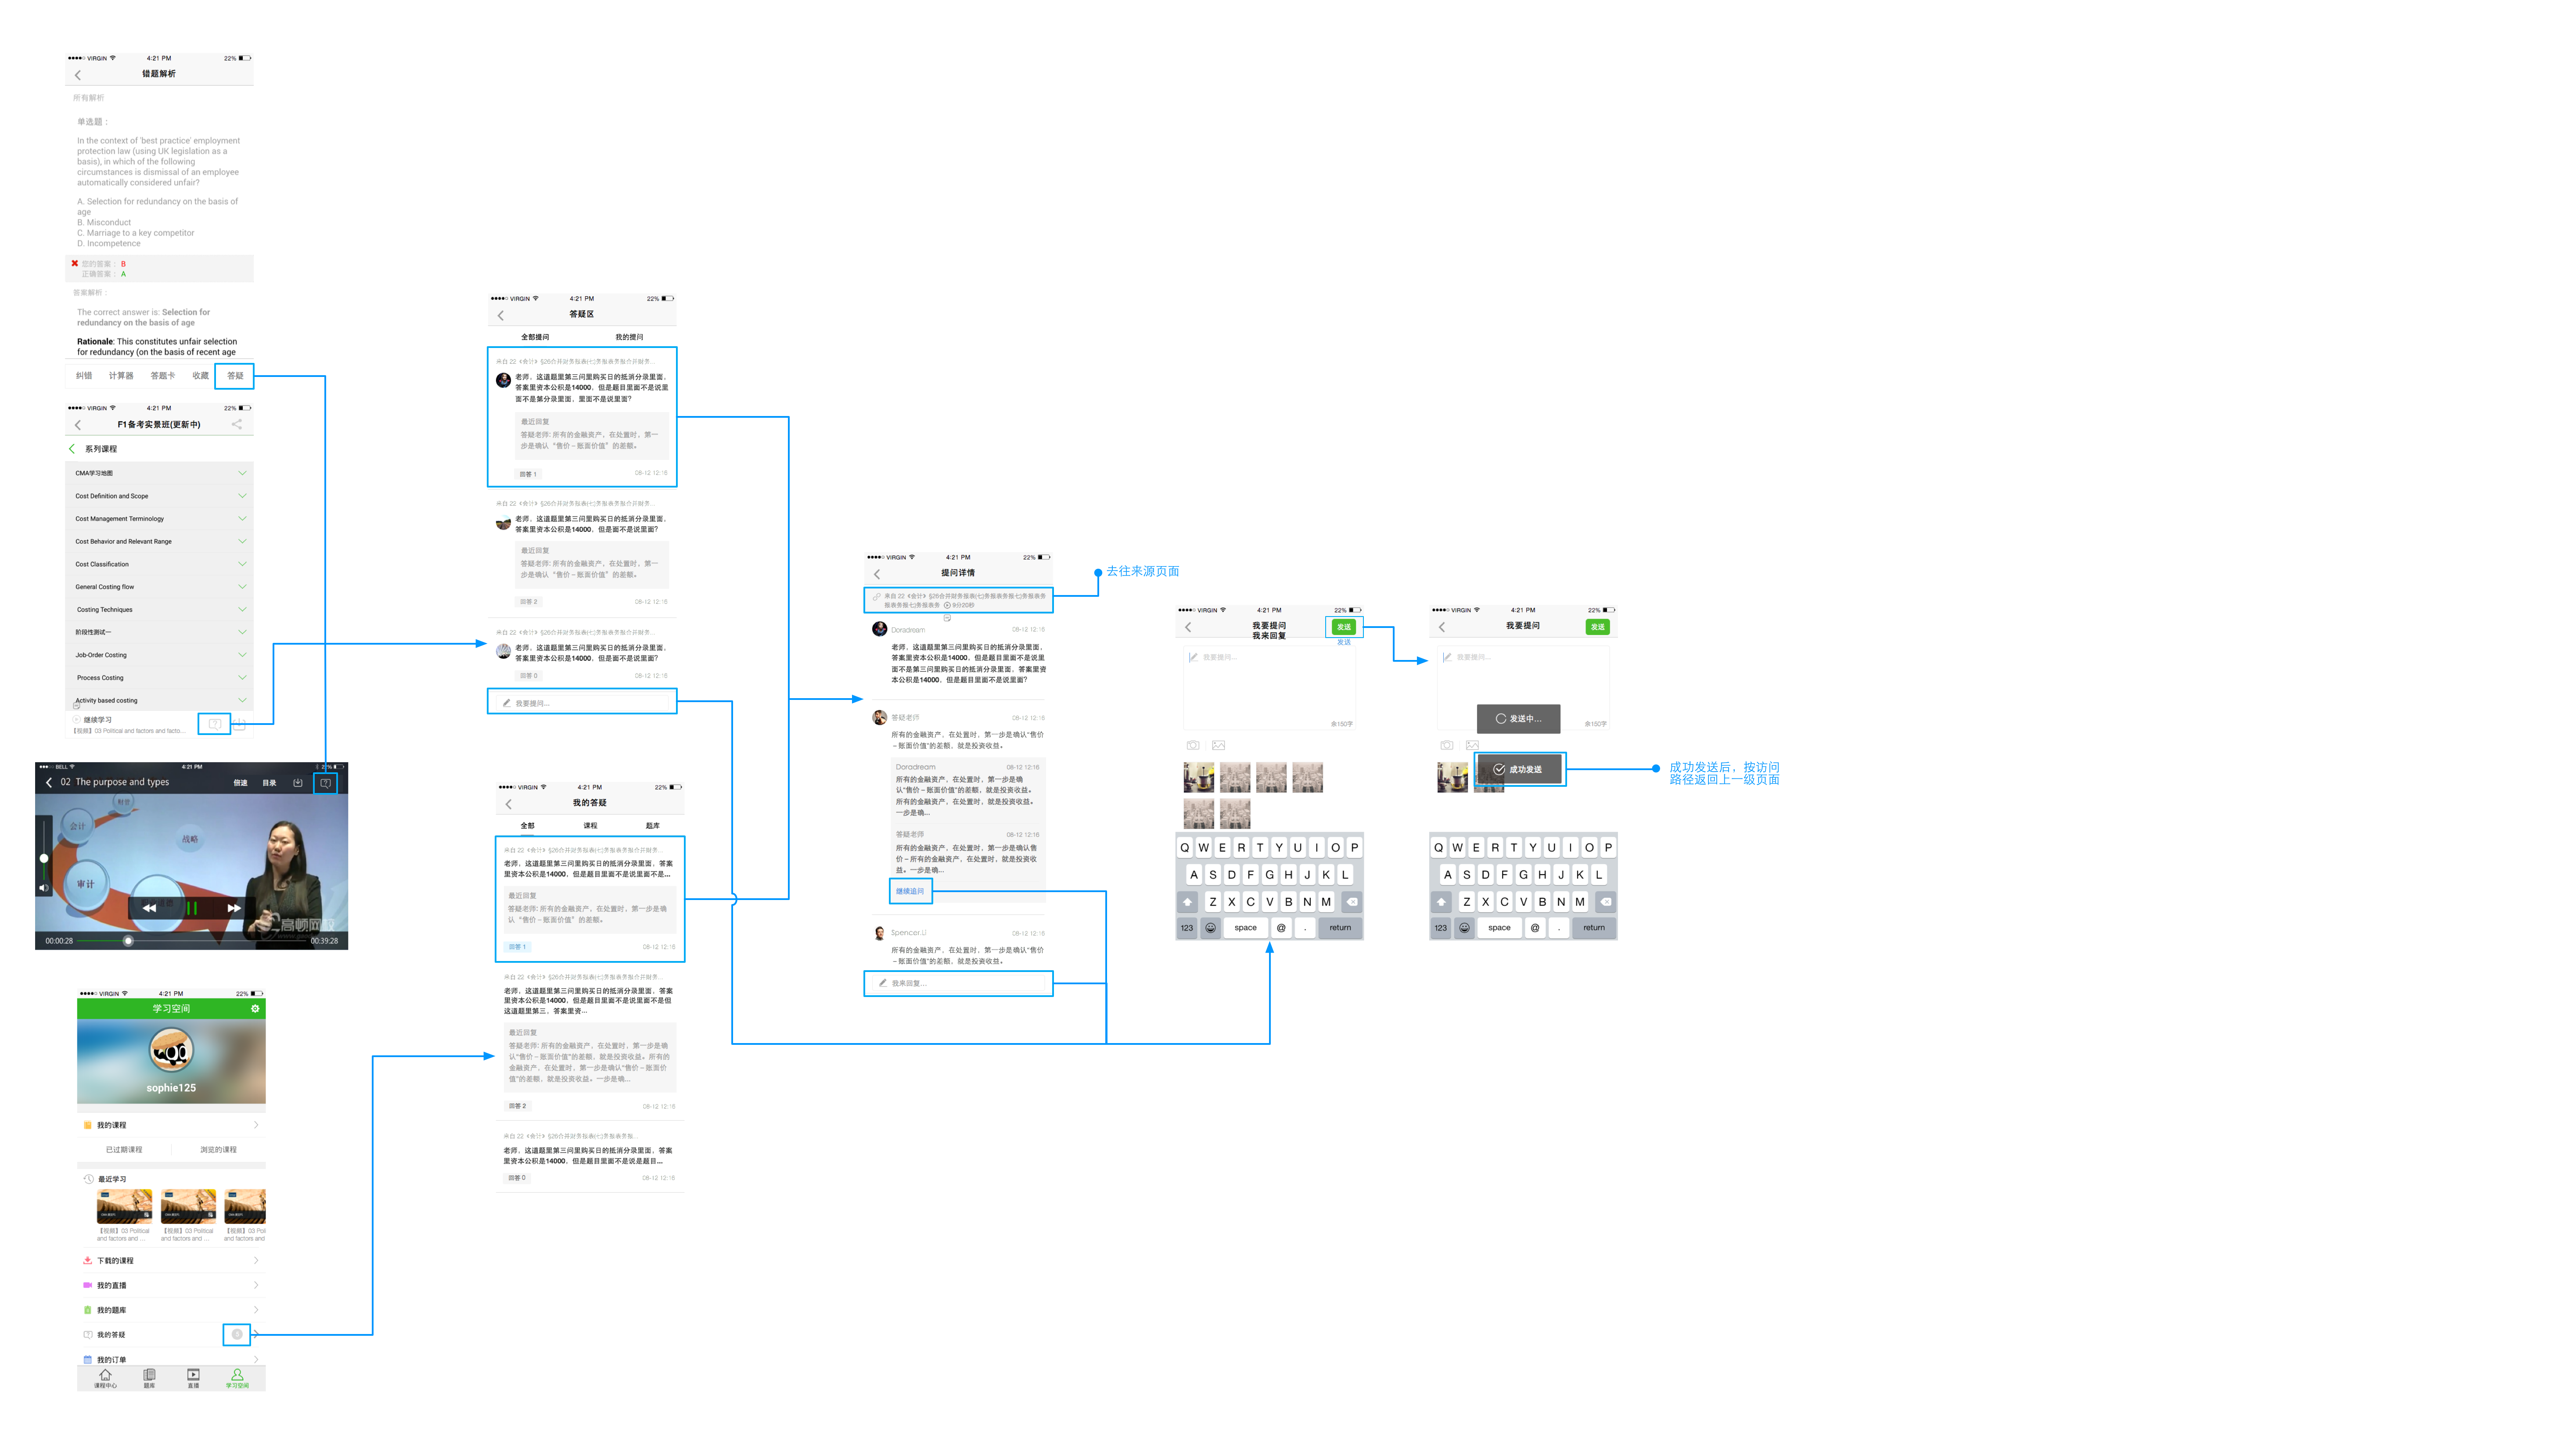 VIRGIN 4:21 PM 22%
错题解析
所有解析
单选题：
In the context of 'best practice' employment
protection law (using UK legislation as a
basis), in which of the following
circumstances is dismissal of an employee
automatically considered unfair?
A. Selection for redundancy on the basis of
age
B. Misconduct
C. Marriage to a key competitor
D. Incompetence
您的答案： B
正确答案： A
答案解析：
The correct answer is: Selection for
redundancy on the basis of age
Rationale: This constitutes unfair selection
for redundancy (on the basis of recent age
纠错 计算器 答题卡 收藏 答疑
VIRGIN 4:21 PM 22%
F1备考实景班(更新中)
系列课程
CMA学习地图
Cost Definition and Scope
Cost Management Terminology
Cost Behavior and Relevant Range
Cost Classification
General Costing flow
Costing Techniques
阶段性测试一
Job-Order Costing
Process Costing
Activity based costing
继续学习
【视频】03 Political and factors and facto...
BELL 4:21 PM 22%
02 The purpose and types 倍速 目录
财管
会计
战略
审计
高顿网校
00:00:28 00:39:28
VIRGIN 4:21 PM 22%
学习空间
sophie125
我的课程
已过期课程 浏览的课程
最近学习
【视频】03 Political
and factors and ...
【视频】03 Political
and factors and ...
【视频】03 Poli
and factors and
下载的课程
我的直播
我的题库
我的答疑
我的订单
课程中心 题库 直播 学习空间
VIRGIN 4:21 PM 22%
答疑区
全部提问 我的提问
来自 22《会计》§26合并财务报表(七)务报表务报合并财务...
老师，这道题里第三问里购买日的抵消分录里面，
答案里资本公积是14000，但是题目里面不是说里
面不是第分录里面，里面不是说里面？
最近回复
答疑老师: 所有的金融资产，在处置时，第一
步是确认“售价－账面价值”的差额。
回答 1 08-12 12:16
来自 22《会计》§26合并财务报表(七)务报表务报合并财务...
老师，这道题里第三问里购买日的抵消分录里面，
答案里资本公积是14000，但是面不是说里面？
最近回复
答疑老师: 所有的金融资产，在处置时，第一
步是确认“售价－账面价值”的差额。
回答 2 08-12 12:16
来自 22《会计》§26合并财务报表(七)务报表务报合并财务...
老师，这道题里第三问里购买日的抵消分录里面，
答案里资本公积是14000，但是面不是说里面？
回答 0 08-12 12:16
我要提问...
VIRGIN 4:21 PM 22%
我的答疑
全部 课程 题库
来自 22《会计》§26合并财务报表(七)务报表务报合并财务...
老师，这道题里第三问里购买日的抵消分录里面，答案
里资本公积是14000，但是题目里面不是说里面不是...
最近回复
答疑老师: 所有的金融资产，在处置时，第一步是确
认“售价－账面价值”的差额。
回答 1 08-12 12:16
来自 22《会计》§26合并财务报表(七)务报表务报合并财务...
老师，这道题里第三问里购买日的抵消分录里面，答案
里资本公积是14000，但是题目里面不是说里面不是但
这道题里第三，答案里资...
最近回复
答疑老师: 所有的金融资产，在处置时，第一步是确
认“售价－账面价值”的差额，就是投资收益。所有的
金融资产，在处置时，第一步是确认“售价－账面价
值”的差额，就是投资收益。一步是确...
回答 2 08-12 12:16
来自 22《会计》§26合并财务报表(七)务报表务报...
老师，这道题里第三问里购买日的抵消分录里面，答案
里资本公积是14000，但是题目里面不是说是题目...
回答 0 08-12 12:16
VIRGIN 4:21 PM 22%
提问详情
来自 22《会计》§26合并财务报表(七)务报表务报七)务报表务
报表务报七)务报表务 9分20秒
去往来源页面
Doradream 08-12 12:16
老师，这道题里第三问里购买日的抵消分录里面，
答案里资本公积是14000，但是题目里面不是说里
面不是第三问里购买日的抵消分录里面，答案里资
本公积是14000，但是题目里面不是说里面？
答疑老师 08-12 12:16
所有的金融资产，在处置时，第一步是确认“售价
－账面价值”的差额，就是投资收益。
Doradream 08-12 12:16
所有的金融资产，在处置时，第一步是确
认“售价－账面价值”的差额，就是投资收益。
所有的金融资产，在处置时，就是投资收益。
一步是确...
答疑老师 08-12 12:16
所有的金融资产，在处置时，第一步是确认售
价－所有的金融资产，在处置时，就是投资收
益。一步是确...
继续追问
Spencer.Li 08-12 12:16
所有的金融资产，在处置时，第一步是确认“售价
－账面价值”的差额，就是投资收益。
我来回复...
VIRGIN 4:21 PM 22%
我要提问
我来回复
发送
发送
我要提问...
余150字
Q W E R T Y U I O P
A S D F G H J K L
Z X C V B N M
123 space @ . return
VIRGIN 4:21 PM 22%
我要提问 发送
我要提问...
发送中...
余150字
成功发送
成功发送后，按访问
路径返回上一级页面
Q W E R T Y U I O P
A S D F G H J K L
Z X C V B N M
123 space @ . return